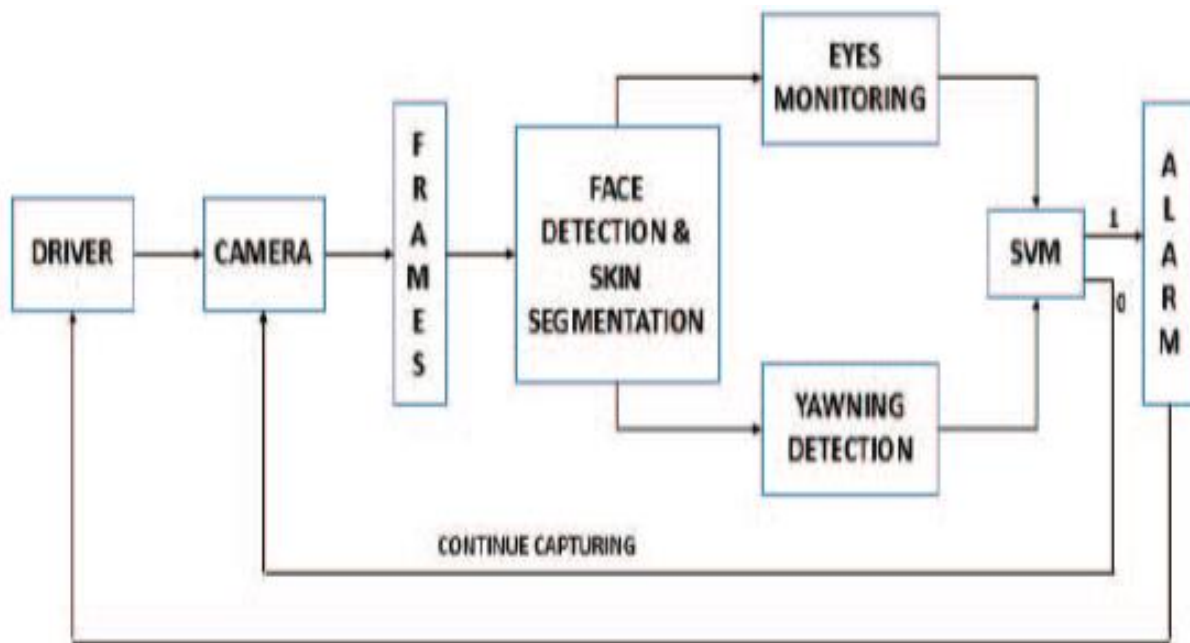 DRIVER
CAMERA
F
R
A
M
E
S
FACE
DETECTION &
SKIN
SEGMENTATION
EYES
MONITORING
YAWNING
DETECTION
SVM
1
0
A
L
A
R
M
CONTINUE CAPTURING